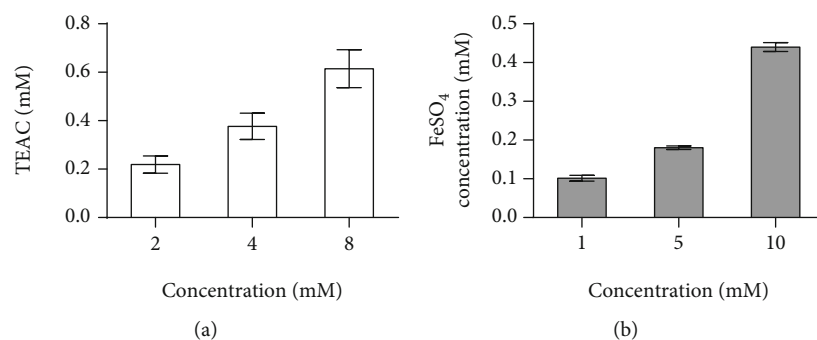 TEAC (mM)
0.8
0.6
0.4
0.2
0.0
2 4 8
Concentration (mM)
(a)
FeSO4
concentration (mM)
0.5
0.4
0.3
0.2
0.1
0.0
1 5 10
Concentration (mM)
(b)